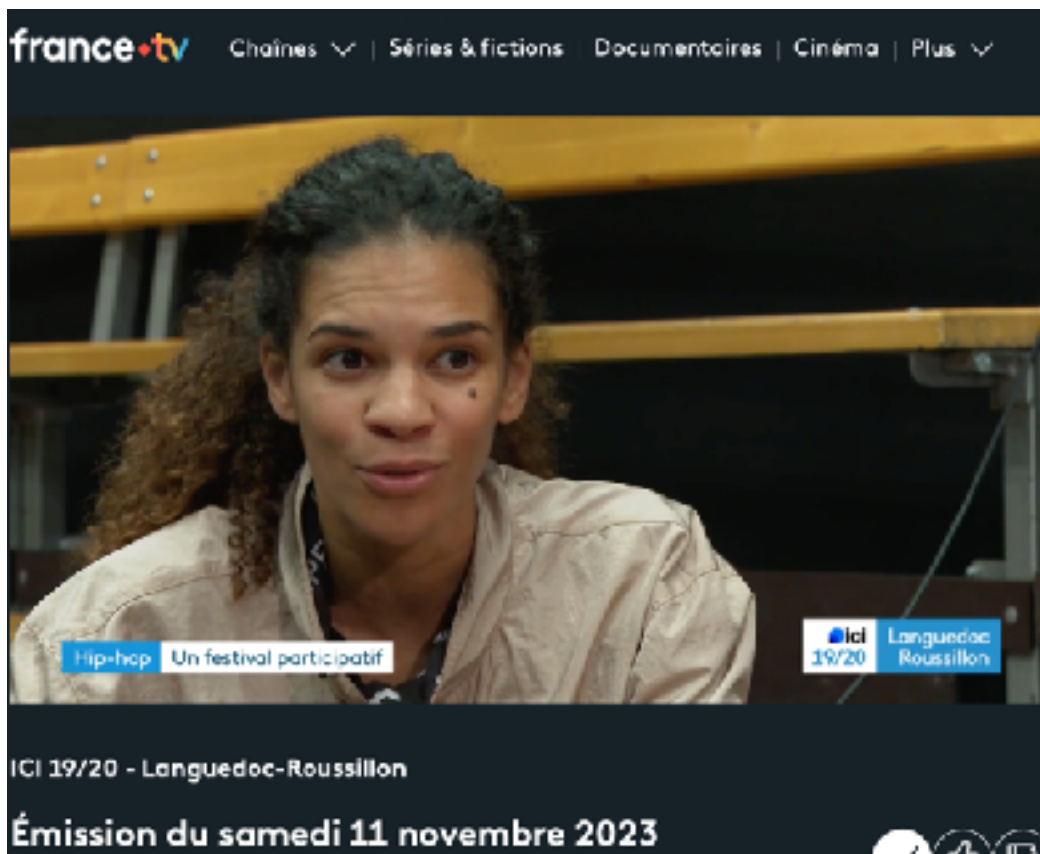 france•tv Chaînes | Séries & fictions Documentaires | Cinéma | Plus
Hip-hop Un festival participatif
ici 19/20 Languedoc Roussillon
ICI 19/20 - Languedoc-Roussillon
Émission du samedi 11 novembre 2023